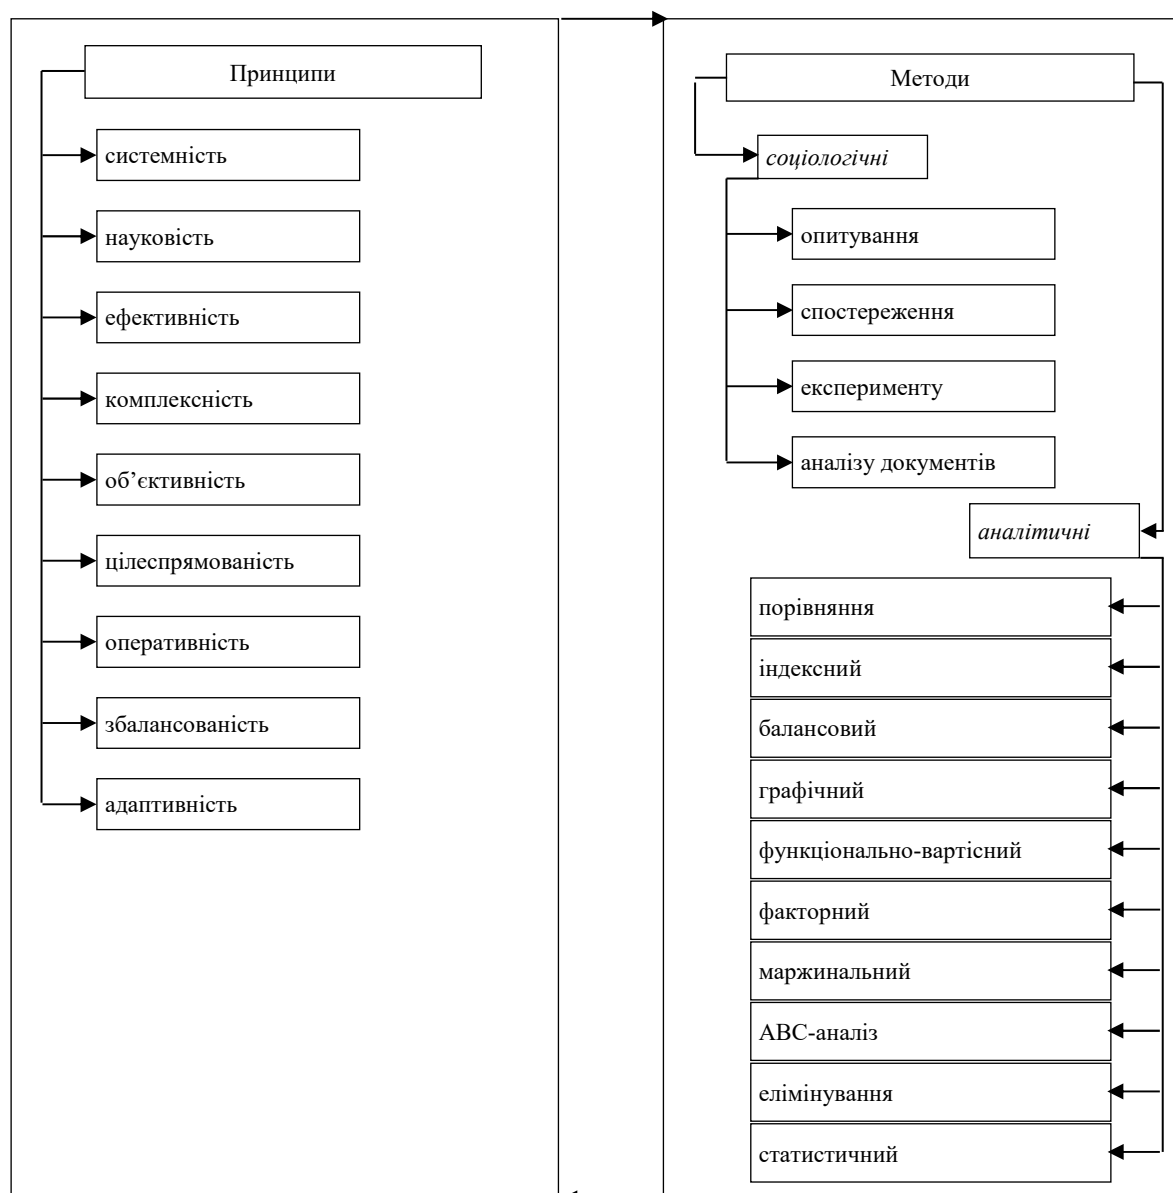 Принципи
системність
науковість
ефективність
комплексність
об’єктивність
цілеспрямованість
оперативність
збалансованість
адаптивність
Методи
соціологічні
опитування
спостереження
експерименту
аналізу документів
аналітичні
порівняння
індексний
балансовий
графічний
функціонально-вартісний
факторний
маржинальний
АВС-аналіз
елімінування
статистичний